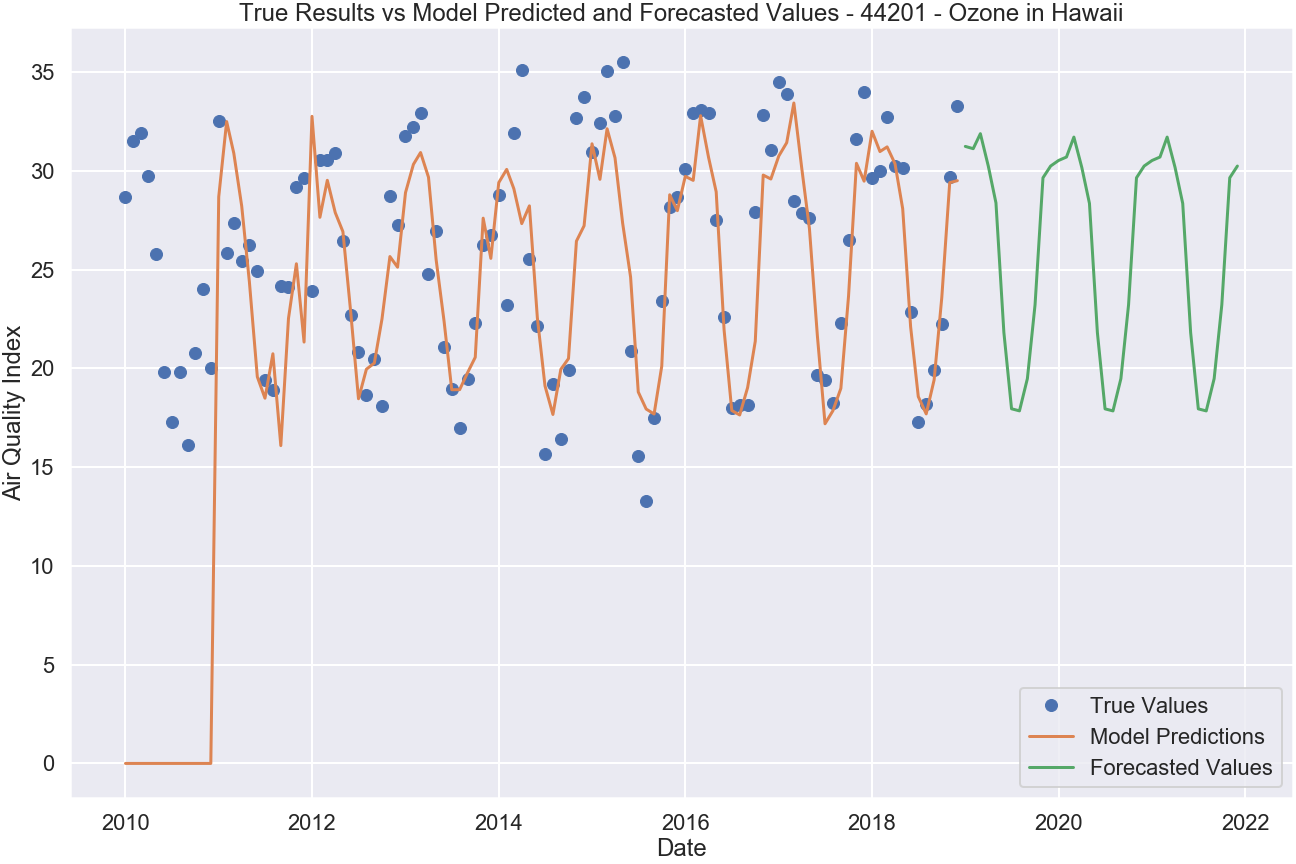 True Results vs Model Predicted and Forecasted Values - 44201 - Ozone in Hawaii
Air Quality Index
35
30
25
20
15
10
5
0
True Values
Model Predictions
Forecasted Values
2010 2012 2014 2016 2018 2020 2022
Date